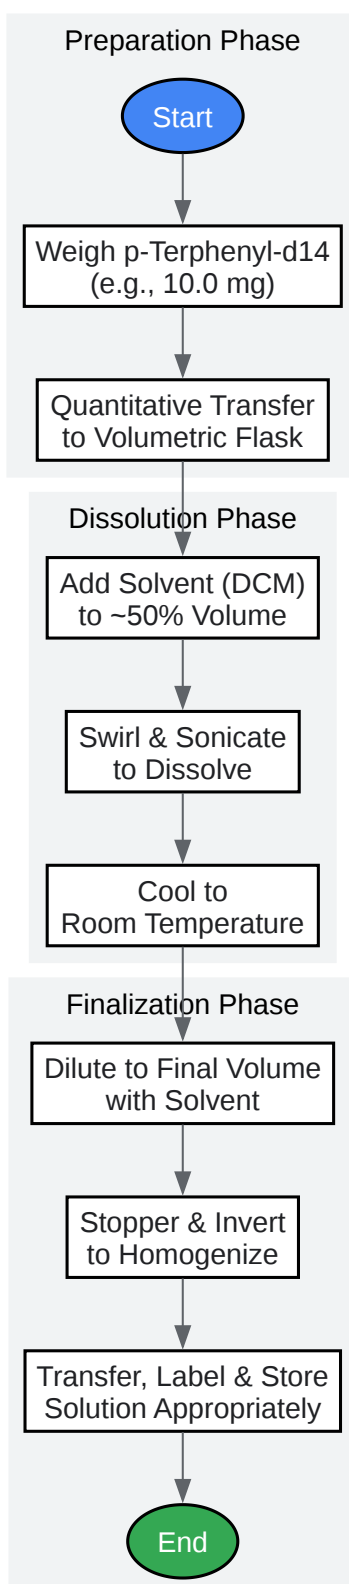 Preparation Phase
Start
Weigh p-Terphenyl-d14
(e.g., 10.0 mg)
Quantitative Transfer
to Volumetric Flask
Dissolution Phase
Add Solvent (DCM)
to ~50% Volume
Swirl & Sonicate
to Dissolve
Cool to
Room Temperature
Finalization Phase
Dilute to Final Volume
with Solvent
Stopper & Invert
to Homogenize
Transfer, Label & Store
Solution Appropriately
End